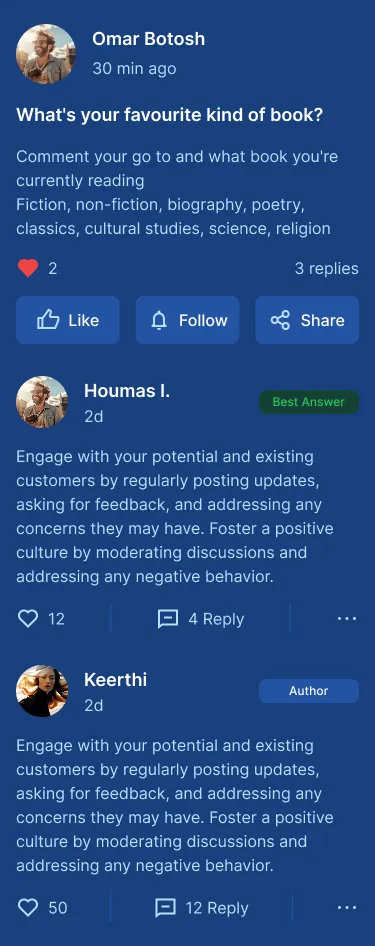 Omar Botosh
30 min ago
What's your favourite kind of book?
Comment your go to and what book you're
currently reading
Fiction, non-fiction, biography, poetry,
classics, cultural studies, science, religion
2 3 replies
Like Follow Share
Houmas I. Best Answer
2d
Engage with your potential and existing
customers by regularly posting updates,
asking for feedback, and addressing any
concerns they may have. Foster a positive
culture by moderating discussions and
addressing any negative behavior.
12 4 Reply
Keerthi Author
2d
Engage with your potential and existing
customers by regularly posting updates,
asking for feedback, and addressing any
concerns they may have. Foster a positive
culture by moderating discussions and
addressing any negative behavior.
50 12 Reply